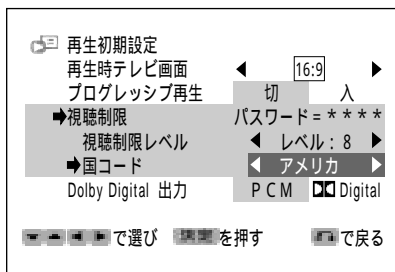 再生初期設定
再生時テレビ画面 ◀ 16:9 ▶
プログレッシブ再生 切 入
➡視聴制限 パスワード=****
視聴制限レベル ◀ レベル:8 ▶
➡国コード ◀ アメリカ ▶
Dolby Digital 出力 PCM Digital
で選び を押す で戻る